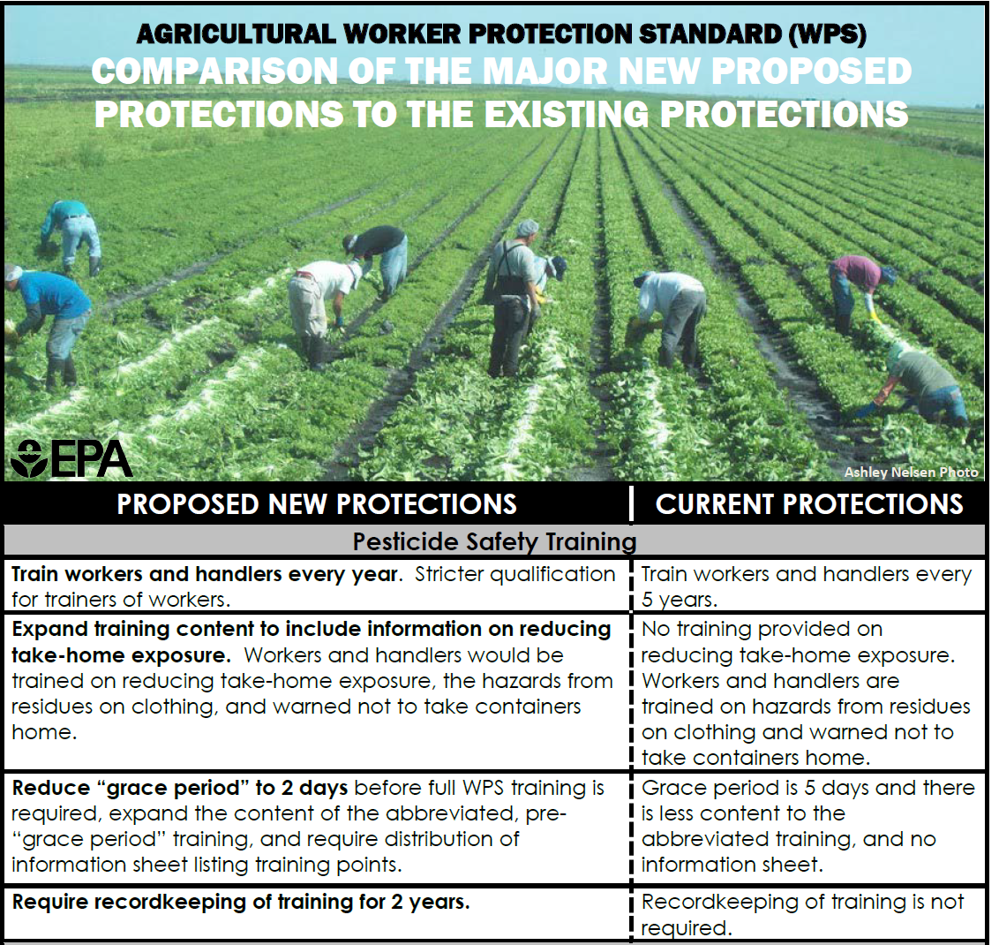 AGRICULTURAL WORKER PROTECTION STANDARD (WPS)
COMPARISON OF THE MAJOR NEW PROPOSED
PROTECTIONS TO THE EXISTING PROTECTIONS
EPA
Ashley Nelsen Photo
PROPOSED NEW PROTECTIONS
CURRENT PROTECTIONS
Pesticide Safety Training
Train workers and handlers every year. Stricter qualification
for trainers of workers.
Train workers and handlers every
5 years.
Expand training content to include information on reducing
take-home exposure. Workers and handlers would be
trained on reducing take-home exposure, the hazards from
residues on clothing, and warned not to take containers
home.
No training provided on
reducing take-home exposure.
Workers and handlers are
trained on hazards from residues
on clothing and warned not to
take containers home.
Reduce “grace period” to 2 days before full WPS training is
required, expand the content of the abbreviated, pre-
“grace period” training, and require distribution of
information sheet listing training points.
Grace period is 5 days and there
is less content to the
abbreviated training, and no
information sheet.
Require recordkeeping of training for 2 years.
Recordkeeping of training is not
required.